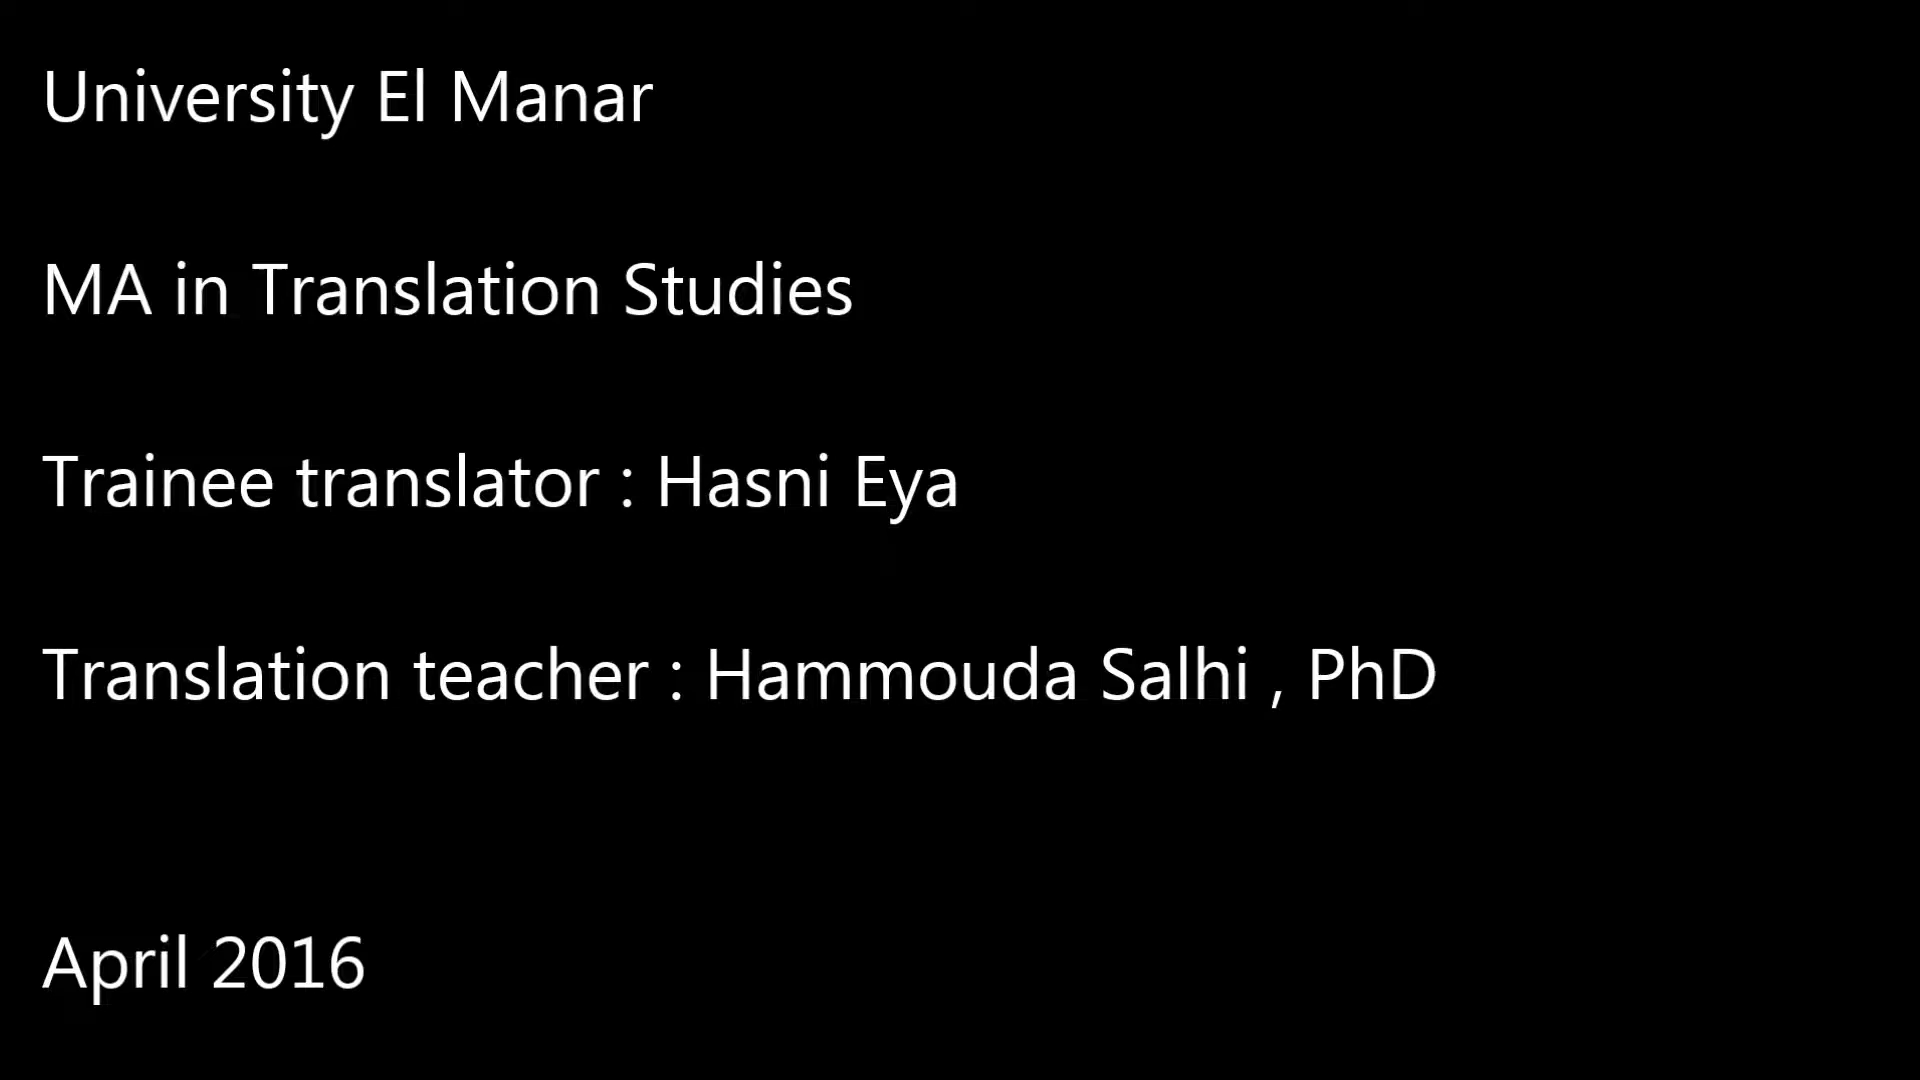 University El Manar
MA in Translation Studies
Trainee translator : Hasni Eya
Translation teacher : Hammouda Salhi , PhD
April 2016